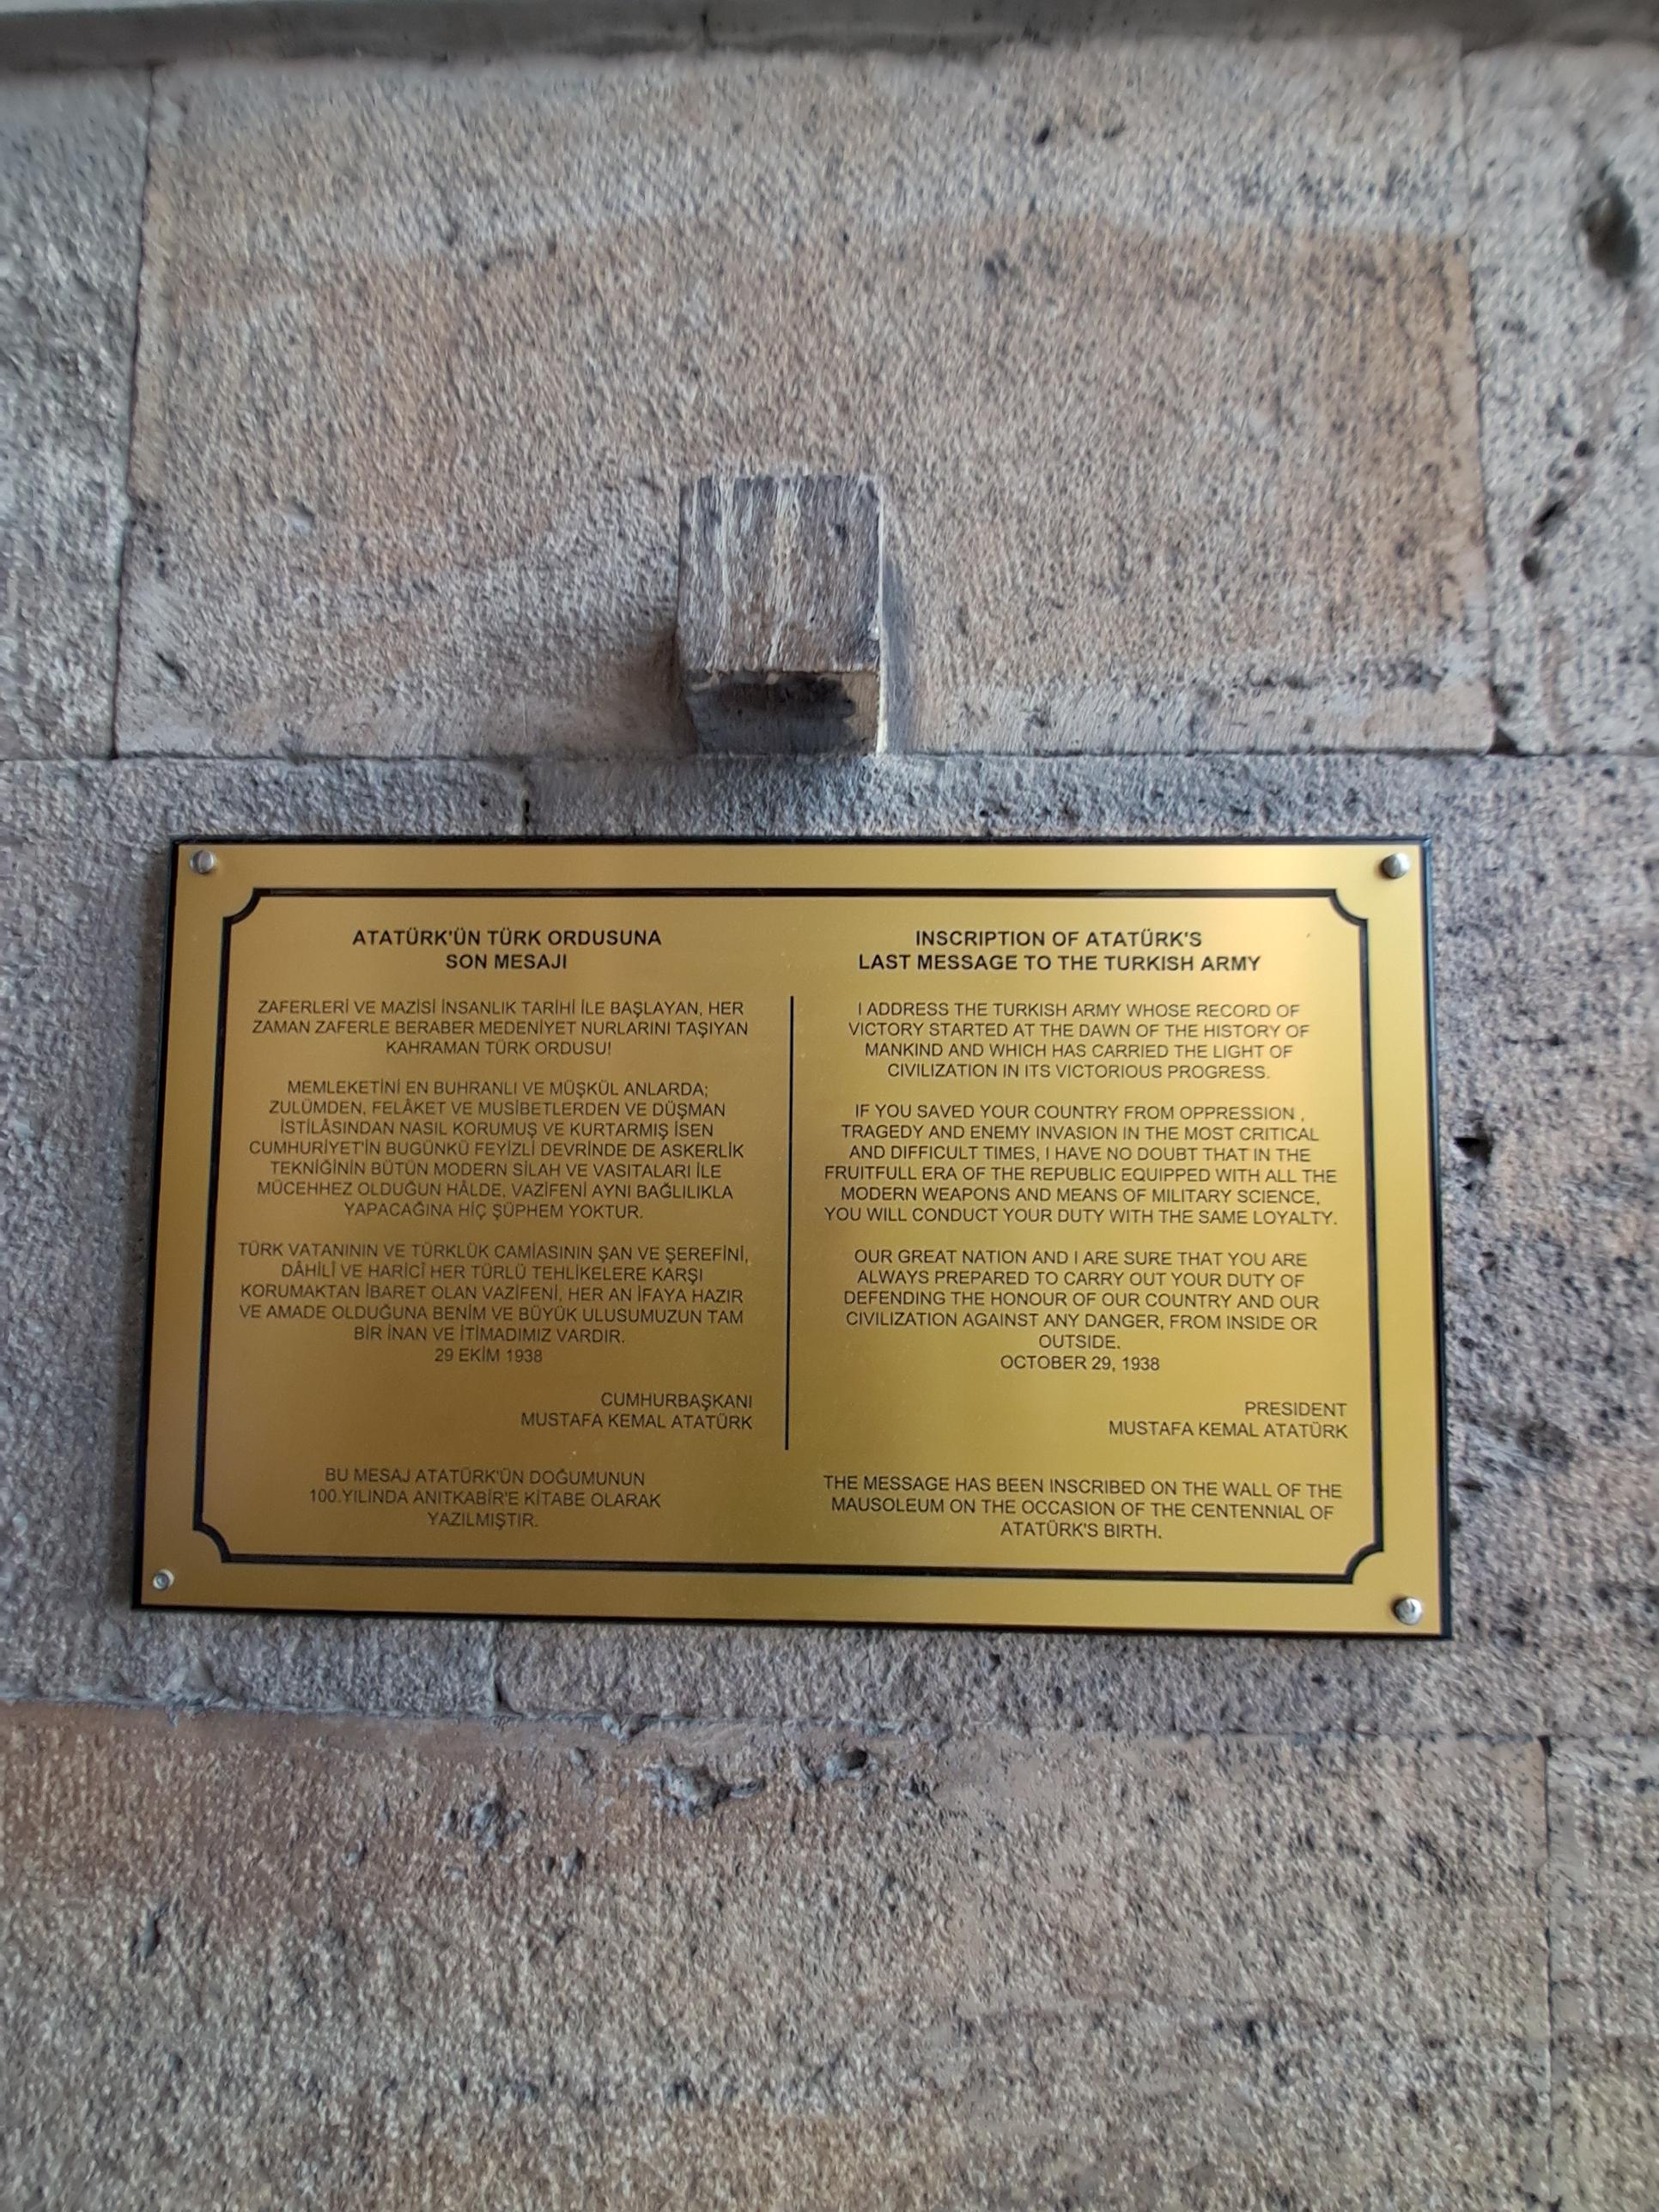 ATATÜRK'ÜN TÜRK ORDUSUNA
SON MESAJI
ZAFERLERİ VE MAZİSİ İNSANLIK TARİHİ İLE BAŞLAYAN, HER
ZAMAN ZAFERLE BERABER MEDENİYET NURLARINI TAŞIYAN
KAHRAMAN TÜRK ORDUSU!
MEMLEKETİNİ EN BUHRANLI VE MÜŞKÜL ANLARDA;
ZULÜMDEN, FELÂKET VE MUSİBETLERDEN VE DÜŞMAN
İSTİLÂSINDAN NASIL KORUMUŞ VE KURTARMIŞ İSEN
CUMHURİYET'İN BUGÜNKÜ FEYİZLİ DEVRİNDE DE ASKERLİK
TEKNİĞİNİN BÜTÜN MODERN SİLAH VE VASITALARI İLE
MÜCEHHEZ OLDUĞUN HÂLDE, VAZİFENİ AYNI BAĞLILIKLA
YAPACAĞINA HİÇ ŞÜPHEM YOKTUR.
TÜRK VATANININ VE TÜRKLÜK CAMİASININ ŞAN VE ŞEREFİNİ,
DÂHİLÎ VE HARİCÎ HER TÜRLÜ TEHLİKELERE KARŞI
KORUMAKTAN İBARET OLAN VAZİFENİ, HER AN İFAYA HAZIR
VE AMADE OLDUĞUNA BENİM VE BÜYÜK ULUSUMUZUN TAM
BİR İNAN VE İTİMADIMIZ VARDIR.
29 EKİM 1938
CUMHURBAŞKANI
MUSTAFA KEMAL ATATÜRK
BU MESAJ ATATÜRK'ÜN DOĞUMUNUN
100.YILINDA ANITKABİR'E KİTABE OLARAK
YAZILMIŞTIR.
INSCRIPTION OF ATATÜRK'S
LAST MESSAGE TO THE TURKISH ARMY
I ADDRESS THE TURKISH ARMY WHOSE RECORD OF
VICTORY STARTED AT THE DAWN OF THE HISTORY OF
MANKIND AND WHICH HAS CARRIED THE LIGHT OF
CIVILIZATION IN ITS VICTORIOUS PROGRESS.
IF YOU SAVED YOUR COUNTRY FROM OPPRESSION ,
TRAGEDY AND ENEMY INVASION IN THE MOST CRITICAL
AND DIFFICULT TIMES, I HAVE NO DOUBT THAT IN THE
FRUITFULL ERA OF THE REPUBLIC EQUIPPED WITH ALL THE
MODERN WEAPONS AND MEANS OF MILITARY SCIENCE,
YOU WILL CONDUCT YOUR DUTY WITH THE SAME LOYALTY.
OUR GREAT NATION AND I ARE SURE THAT YOU ARE
ALWAYS PREPARED TO CARRY OUT YOUR DUTY OF
DEFENDING THE HONOUR OF OUR COUNTRY AND OUR
CIVILIZATION AGAINST ANY DANGER, FROM INSIDE OR
OUTSIDE.
OCTOBER 29, 1938
PRESIDENT
MUSTAFA KEMAL ATATÜRK
THE MESSAGE HAS BEEN INSCRIBED ON THE WALL OF THE
MAUSOLEUM ON THE OCCASION OF THE CENTENNIAL OF
ATATÜRK'S BIRTH.